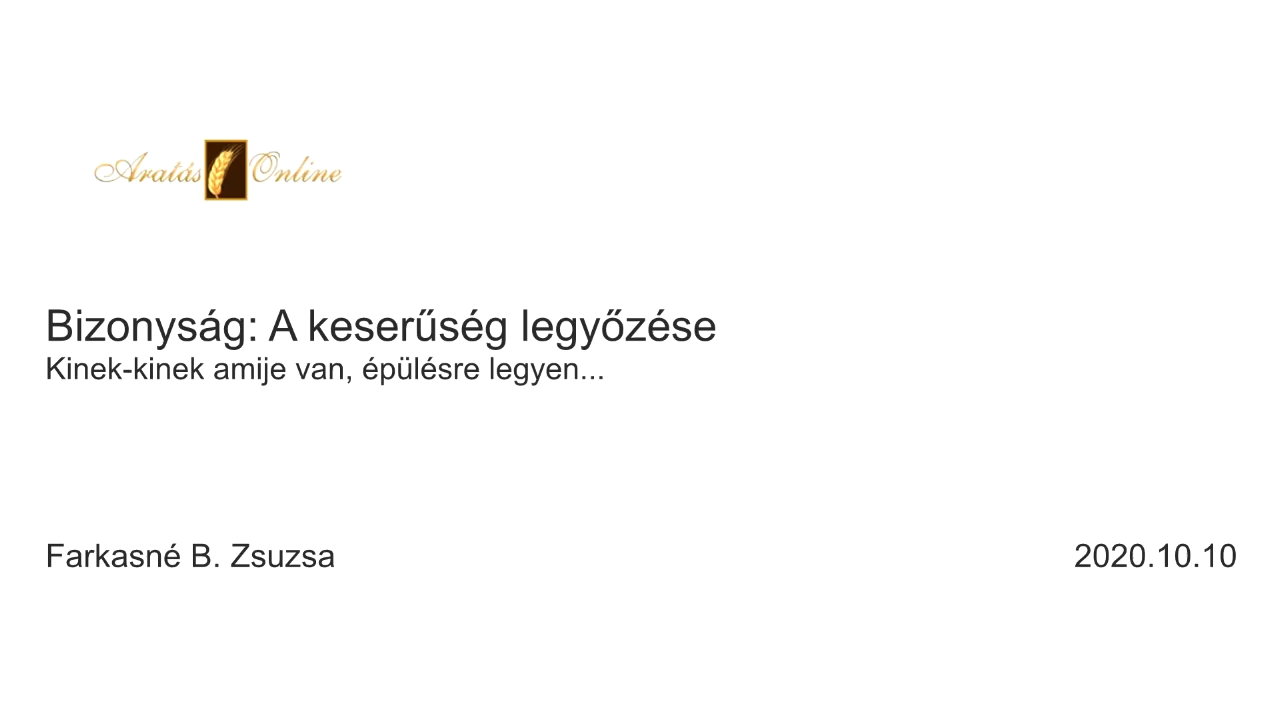 Aratás Online
Bizonyság: A keserűség legyőzése
Kinek-kinek amije van, épülésre legyen...
Farkasné B. Zsuzsa 2020.10.10